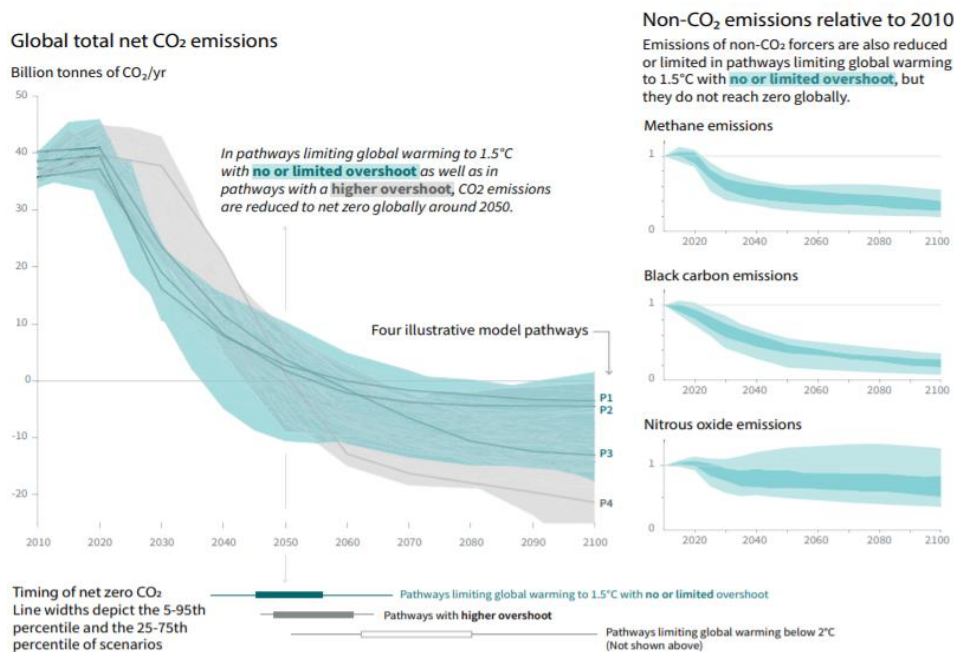 Global total net CO₂ emissions
Billion tonnes of CO₂/yr
50
40
30
20
10
0
-10
-20
2010 2020 2030 2040 2050 2060 2070 2080 2090 2100
In pathways limiting global warming to 1.5°C
with no or limited overshoot as well as in
pathways with a higher overshoot, CO2 emissions
are reduced to net zero globally around 2050.
Four illustrative model pathways
P1
P2
P3
P4
Timing of net zero CO₂
Line widths depict the 5-95th
percentile and the 25-75th
percentile of scenarios
Pathways limiting global warming to 1.5°C with no or limited overshoot
Pathways with higher overshoot
Pathways limiting global warming below 2°C
(Not shown above)
Non-CO₂ emissions relative to 2010
Emissions of non-CO₂ forcers are also reduced
or limited in pathways limiting global warming
to 1.5°C with no or limited overshoot, but
they do not reach zero globally.
Methane emissions
1
0
2020 2040 2060 2080 2100
Black carbon emissions
1
0
2020 2040 2060 2080 2100
Nitrous oxide emissions
1
0
2020 2040 2060 2080 2100